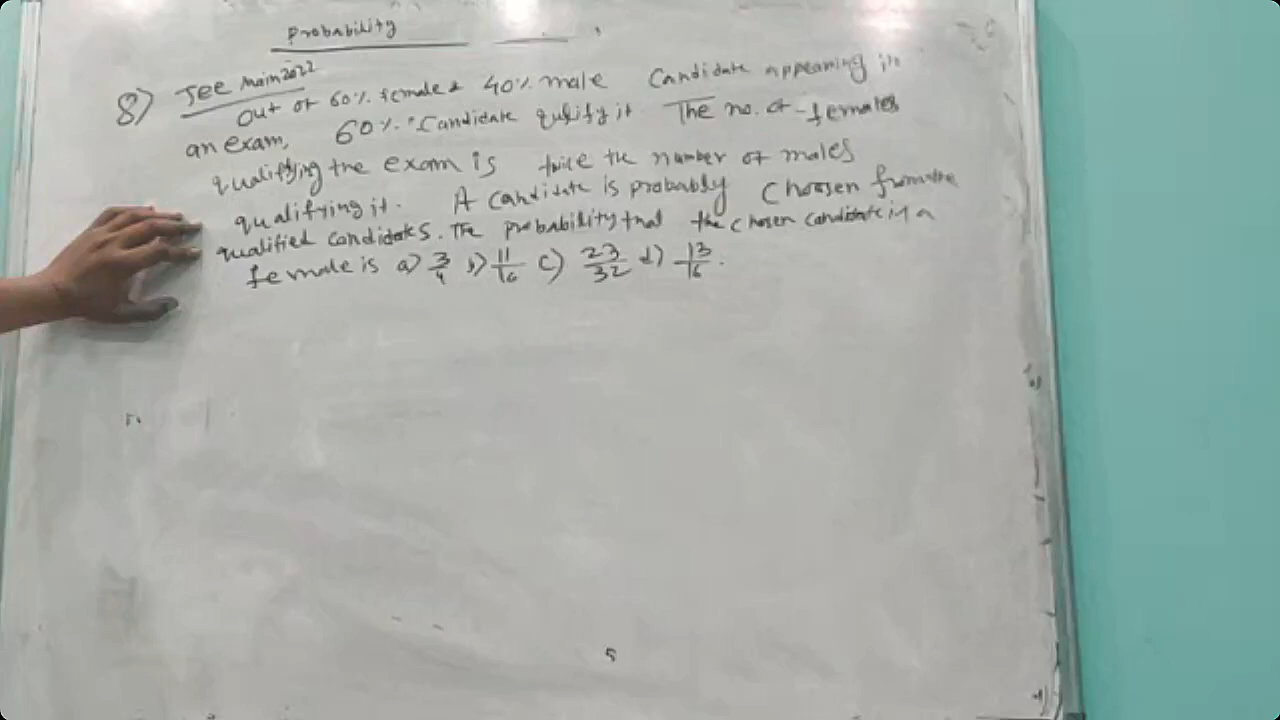 Probability
8) JEE Main 2022
Out of 60% female & 40% male Candidate appearing in
an exam, 60% Candidate qulify it The no. of females
qualifying the exam is twice the number of males
qualifying it. A candidate is probably Choosen from the
qualified candidates. The probability that the chosen candidate is a
female is a) 3/4 b) 11/16 c) 23/32 d) 13/16.